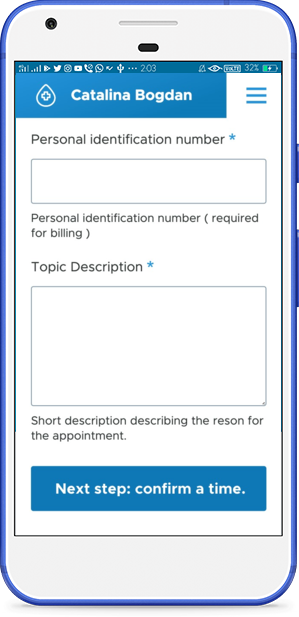 2:03 VOLTE 32%
Catalina Bogdan
Personal identification number *
Personal identification number ( required
for billing )
Topic Description *
Short description describing the reson for
the appointment.
Next step: confirm a time.